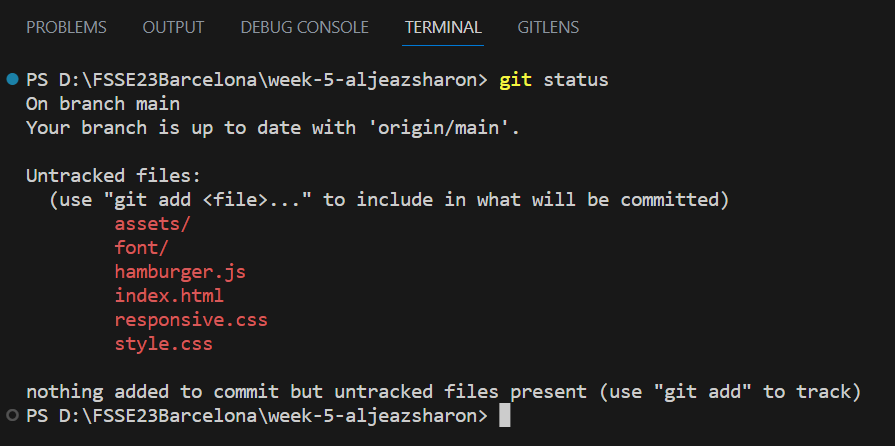 PROBLEMS OUTPUT DEBUG CONSOLE TERMINAL GITLENS
PS D:\FSSE23Barcelona\week-5-aljeazsharon> git status
On branch main
Your branch is up to date with 'origin/main'.
Untracked files:
(use "git add <file>..." to include in what will be committed)
assets/
font/
hamburger.js
index.html
responsive.css
style.css
nothing added to commit but untracked files present (use "git add" to track)
PS D:\FSSE23Barcelona\week-5-aljeazsharon>